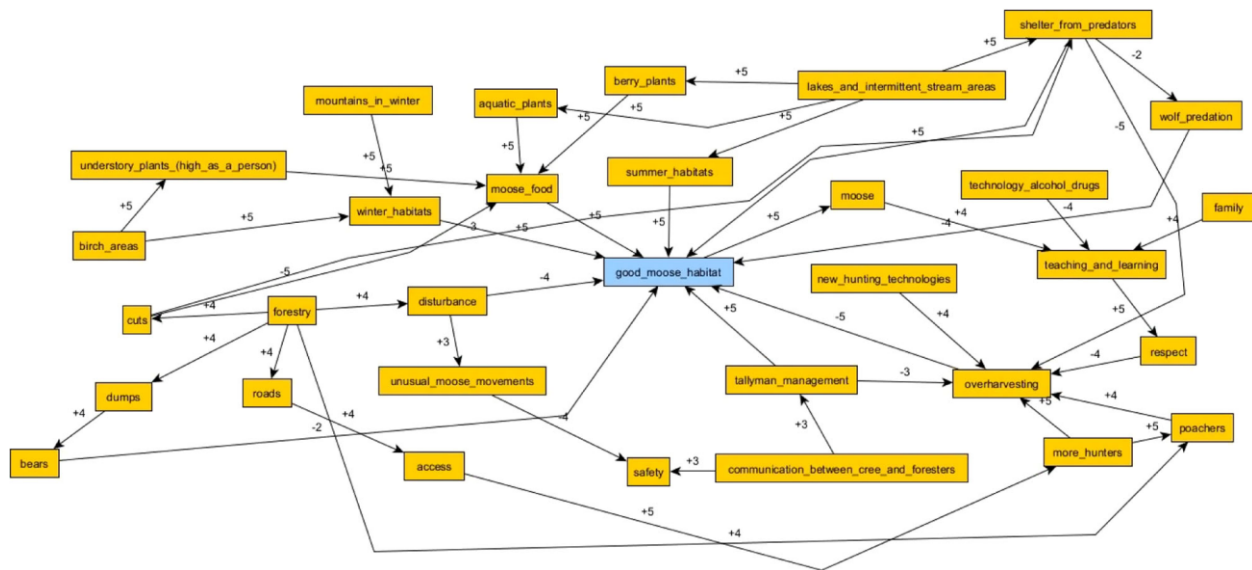 shelter_from_predators
+5
-2
berry_plants
+5
lakes_and_intermittent_stream_areas
mountains_in_winter
aquatic_plants
+5
+5
+5
wolf_predation
+5
+5
-5
understory_plants_(high_as_a_person)
+5
+5
summer_habitats
technology_alcohol_drugs
moose_food
moose
+5
-4
family
winter_habitats
+5
+5
+5
+5
+5
+4
-4
+4
birch_areas
3
good_moose_habitat
teaching_and_learning
-5
-4
new_hunting_technologies
disturbance
+5
+5
cuts
+4
forestry
+4
-5
+4
+4
+4
+3
respect
unusual_moose_movements
tallyman_management
-3
overharvesting
-4
dumps
roads
+5
+4
+4
+4
-2
-4
+3
+5
poachers
bears
access
safety
+3
communication_between_cree_and_foresters
more_hunters
+5
+4